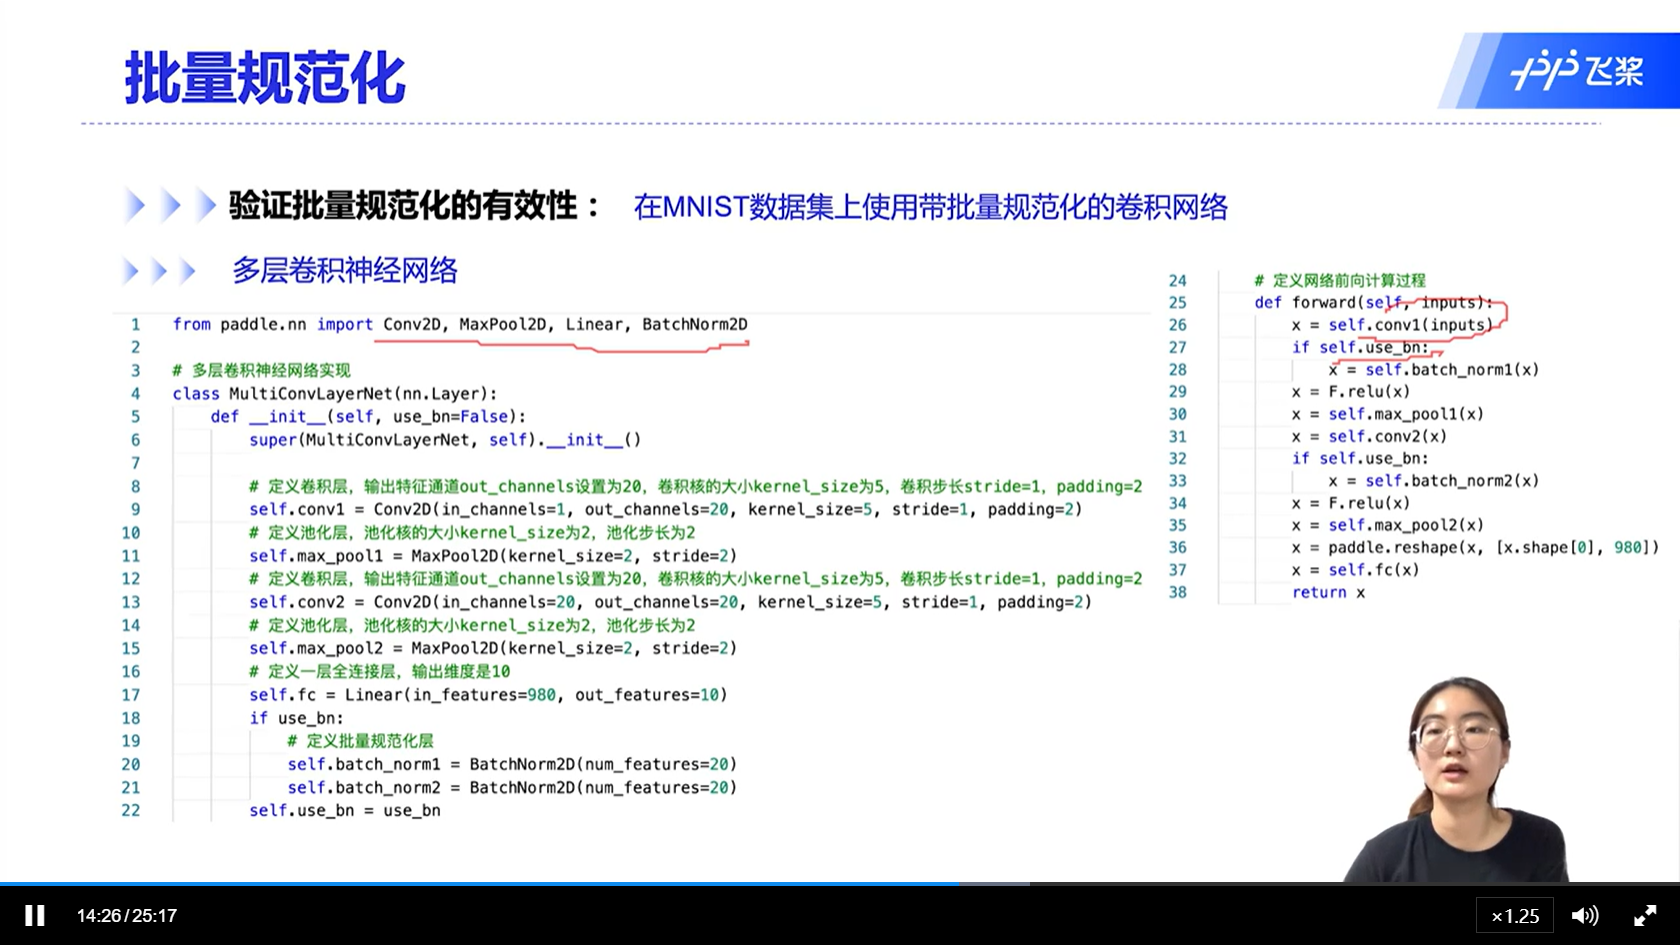 批量规范化
飞桨
验证批量规范化的有效性： 在MNIST数据集上使用带批量规范化的卷积网络
多层卷积神经网络
1 from paddle.nn import Conv2D, MaxPool2D, Linear, BatchNorm2D
2
3 # 多层卷积神经网络实现
4 class MultiConvLayerNet(nn.Layer):
5 def __init__(self, use_bn=False):
6 super(MultiConvLayerNet, self).__init__()
7
8 # 定义卷积层，输出特征通道out_channels设置为20，卷积核的大小kernel_size为5，卷积步长stride=1，padding=2
9 self.conv1 = Conv2D(in_channels=1, out_channels=20, kernel_size=5, stride=1, padding=2)
10 # 定义池化层，池化核的大小kernel_size为2，池化步长为2
11 self.max_pool1 = MaxPool2D(kernel_size=2, stride=2)
12 # 定义卷积层，输出特征通道out_channels设置为20，卷积核的大小kernel_size为5，卷积步长stride=1，padding=2
13 self.conv2 = Conv2D(in_channels=20, out_channels=20, kernel_size=5, stride=1, padding=2)
14 # 定义池化层，池化核的大小kernel_size为2，池化步长为2
15 self.max_pool2 = MaxPool2D(kernel_size=2, stride=2)
16 # 定义一层全连接层，输出维度是10
17 self.fc = Linear(in_features=980, out_features=10)
18 if use_bn:
19 # 定义批量规范化层
20 self.batch_norm1 = BatchNorm2D(num_features=20)
21 self.batch_norm2 = BatchNorm2D(num_features=20)
22 self.use_bn = use_bn
24 # 定义网络前向计算过程
25 def forward(self, inputs):
26 x = self.conv1(inputs)
27 if self.use_bn:
28 x = self.batch_norm1(x)
29 x = F.relu(x)
30 x = self.max_pool1(x)
31 x = self.conv2(x)
32 if self.use_bn:
33 x = self.batch_norm2(x)
34 x = F.relu(x)
35 x = self.max_pool2(x)
36 x = paddle.reshape(x, [x.shape[0], 980])
37 x = self.fc(x)
38 return x
14:26/25:17
×1.25